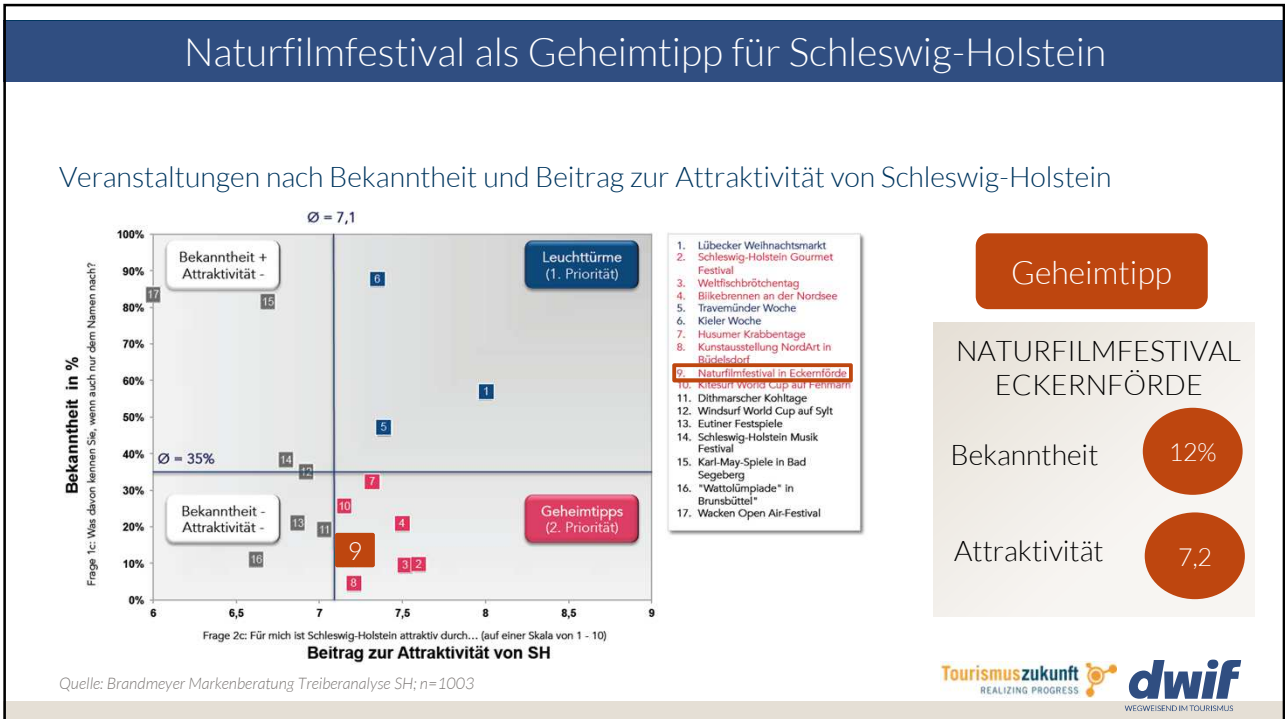 Naturfilmfestival als Geheimtipp für Schleswig-Holstein
Veranstaltungen nach Bekanntheit und Beitrag zur Attraktivität von Schleswig-Holstein
Ø = 7,1
Bekanntheit in %
Frage 1c: Was davon kennen Sie, wenn auch nur dem Namen nach?
100%
90%
80%
70%
60%
50%
40%
30%
20%
10%
0%
Bekanntheit +
Attraktivität -
Leuchttürme
(1. Priorität)
17
15
6
1
5
Ø = 35%
14
12
7
10
Bekanntheit -
Attraktivität -
Geheimtipps
(2. Priorität)
13
11
4
9
16
3
2
8
6
6,5
7
7,5
8
8,5
9
Frage 2c: Für mich ist Schleswig-Holstein attraktiv durch... (auf einer Skala von 1 - 10)
Beitrag zur Attraktivität von SH
1. Lübecker Weihnachtsmarkt
2. Schleswig-Holstein Gourmet
Festival
3. Weltfischbrötchentag
4. Biikebrennen an der Nordsee
5. Travemünder Woche
6. Kieler Woche
7. Husumer Krabbentage
8. Kunstausstellung NordArt in
Büdelsdorf
9. Naturfilmfestival in Eckernförde
10. Kitesurf World Cup auf Fehmarn
11. Dithmarscher Kohltage
12. Windsurf World Cup auf Sylt
13. Eutiner Festspiele
14. Schleswig-Holstein Musik
Festival
15. Karl-May-Spiele in Bad
Segeberg
16. "Wattolümpiade" in
Brunsbüttel"
17. Wacken Open Air-Festival
Geheimtipp
NATURFILMFESTIVAL
ECKERNFÖRDE
Bekanntheit
12%
Attraktivität
7,2
Quelle: Brandmeyer Markenberatung Treiberanalyse SH; n=1003
Tourismuszukunft
REALIZING PROGRESS
dwif
WEGWEISEND IM TOURISMUS